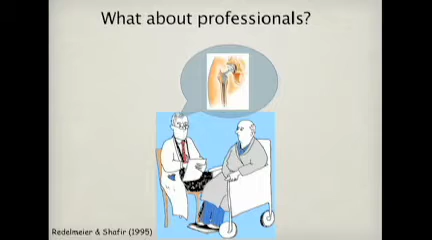 What about professionals?
Redelmeier & Shafir (1995)